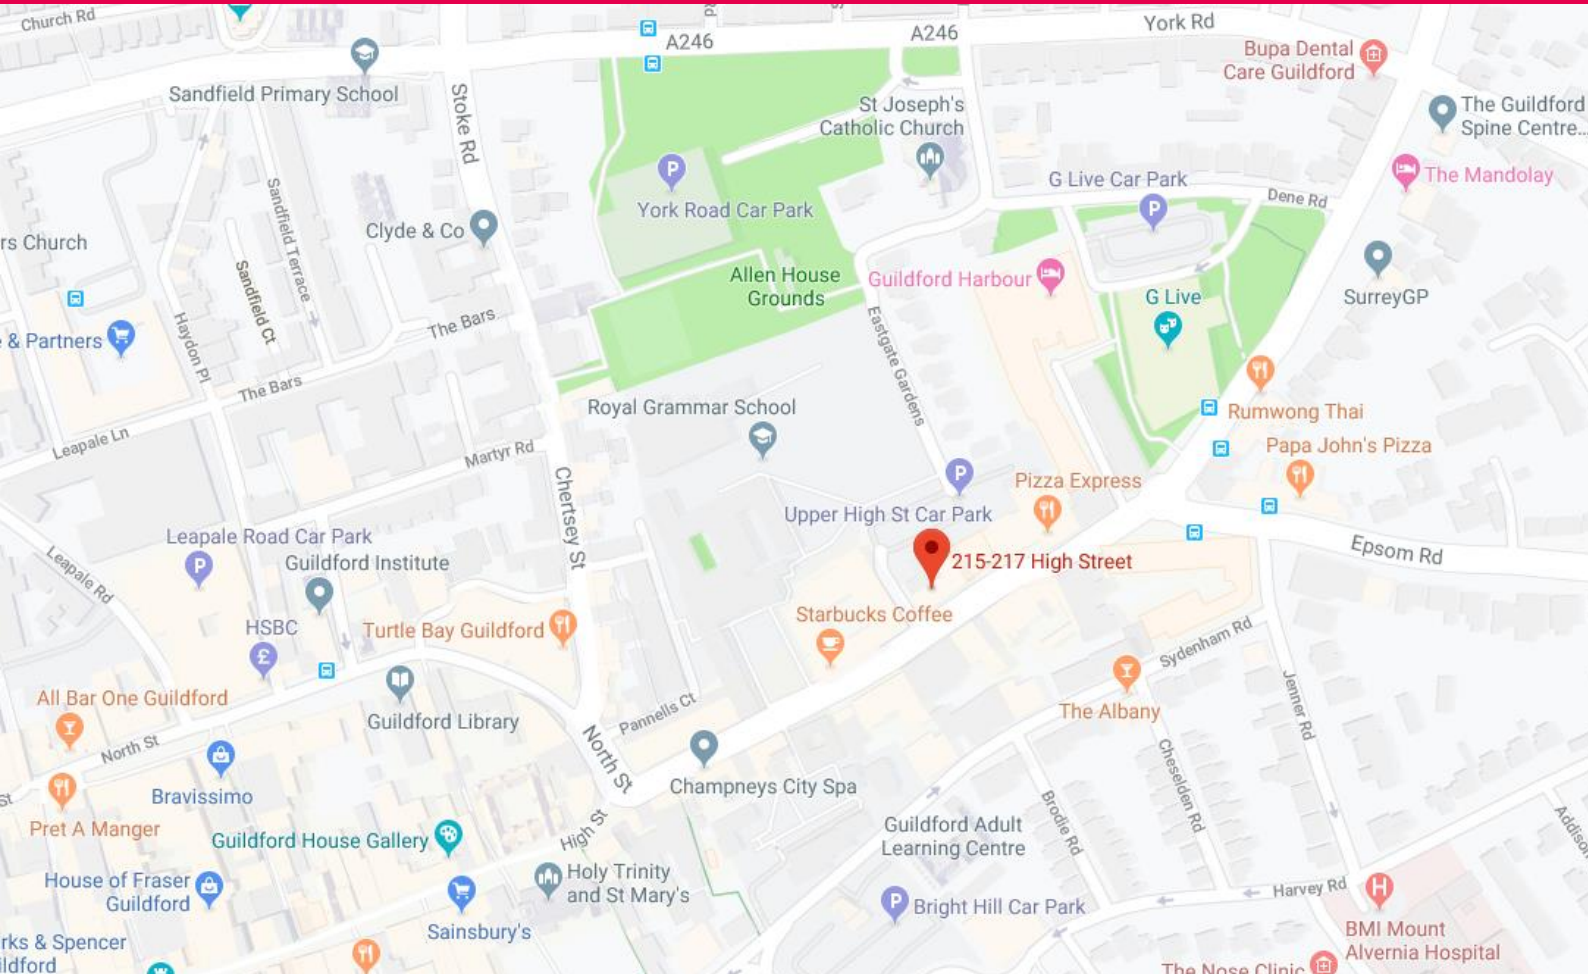 Church Rd
A246
A246
York Rd
Bupa Dental
Care Guildford
Sandfield Primary School
Stoke Rd
St Joseph's
Catholic Church
The Guildford
Spine Centre...
P
York Road Car Park
G Live Car Park
P
Dene Rd
The Mandolay
Clyde & Co
rs Church
Sandfield Terrace
Sandfield Ct
Allen House
Grounds
Guildford Harbour
G Live
SurreyGP
& Partners
Haydon Pl
The Bars
Eastgate Gardens
The Bars
Royal Grammar School
Rumwong Thai
Leapale Ln
Martyr Rd
Papa John's Pizza
Chertsey St
P
Pizza Express
Upper High St Car Park
Leapale Road Car Park
P
Guildford Institute
Leapale Rd
215-217 High Street
Epsom Rd
Starbucks Coffee
HSBC
£
Turtle Bay Guildford
Sydenham Rd
All Bar One Guildford
Guildford Library
Pannells Ct
The Albany
Jenner Rd
North St
North St
Cheselden Rd
St
Bravissimo
Champneys City Spa
Pret A Manger
Guildford House Gallery
High St
Guildford Adult
Learning Centre
Brodie Rd
Addison
House of Fraser
Guildford
Holy Trinity
and St Mary's
Harvey Rd
H
P
Bright Hill Car Park
Sainsbury's
BMI Mount
Alvernia Hospital
rks & Spencer
ildford
The Nose Clinic